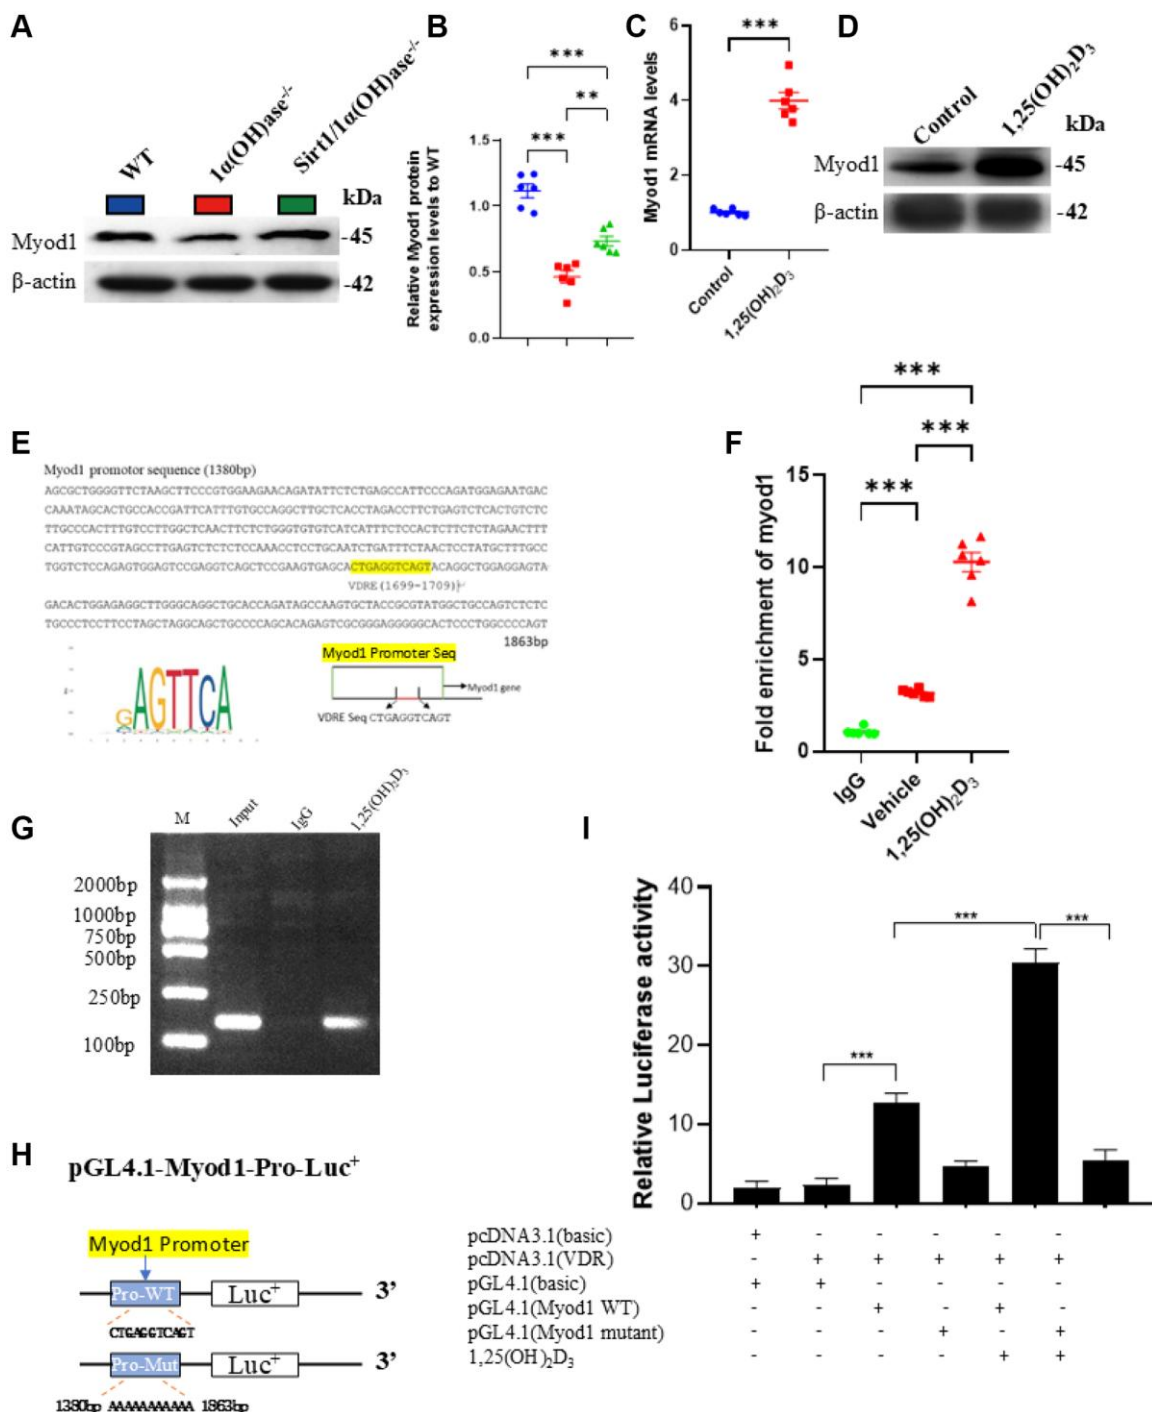 A
WT
1α(OH)ase-/-
Sirt1/1α(OH)ase-/-
kDa
Myod1
-45
β-actin
-42
B
***
**
***
Relative Myod1 protein
expression levels to WT
1.5
1.0
0.5
0.0
C
***
Myod1 mRNA levels
6
4
2
0
Control
1,25(OH)2D3
D
Control
1,25(OH)2D3
kDa
Myod1
-45
β-actin
-42
E
Myod1 promotor sequence (1380bp)
AGCGCTGGGGTTCTAAGCTTCCCGTGGAAGAACAGATATTCTCTGAGCCATTCCCAGATGGAGAATGAC
CAAATAGCACTGCCACCGATTCATTTGTGCCAGGCTTGCTCACCTAGACCTTCTGAGTCTCACTGTCTC
TTGCCCACTTTGTCCTTGGCTCAACTTCTCTGGGTGTGTCATCATTTCTCCACTCTTCTCTAGAACTTT
CATTGTCCCGTAGCCTTGAGTCTCTCTCCAAACCTCCTGCAATCTGATTTCTAACTCCTATGCTTTGCC
TGGTCTCCAGAGTGGAGTCCGAGGTCAGCTCCGAAGTGAGCACTGAGGTCAGTACAGGCTGGAGGAGTA
VDRE(1699-1709)
GACACTGGAGAGGCTTGGGCAGGCTGCACCAGATAGCCAAGTGCTACCGCGTATGGCTGCCAGTCTCTC
TGCCCTCCTTCCTAGCTAGGCAGCTGCCCCAGCACAGAGTCGCGGGAGGGGGCACTCCCTGGCCCCAGT
1863bp
GAGTTCA
Myod1 Promoter Seq
Myod1 gene
VDRE Seq CTGAGGTCAGT
F
***
***
***
Fold enrichment of myod1
15
10
5
0
IgG
Vehicle
1,25(OH)2D3
G
M
Input
IgG
1,25(OH)2D3
2000bp
1000bp
750bp
500bp
250bp
100bp
H
pGL4.1-Myod1-Pro-Luc+
Myod1 Promoter
Pro-WT
Luc+
3’
CTGAGGTCAGT
Pro-Mut
Luc+
3’
1380bp AAAAAAAAAAA 1863bp
I
Relative Luciferase activity
40
30
20
10
0
***
***
***
pcDNA3.1(basic) + - - - - -
pcDNA3.1(VDR) - + + + + +
pGL4.1(basic) + + - - - -
pGL4.1(Myod1 WT) - - + - + -
pGL4.1(Myod1 mutant) - - - + - +
1,25(OH)2D3 - - - - + +